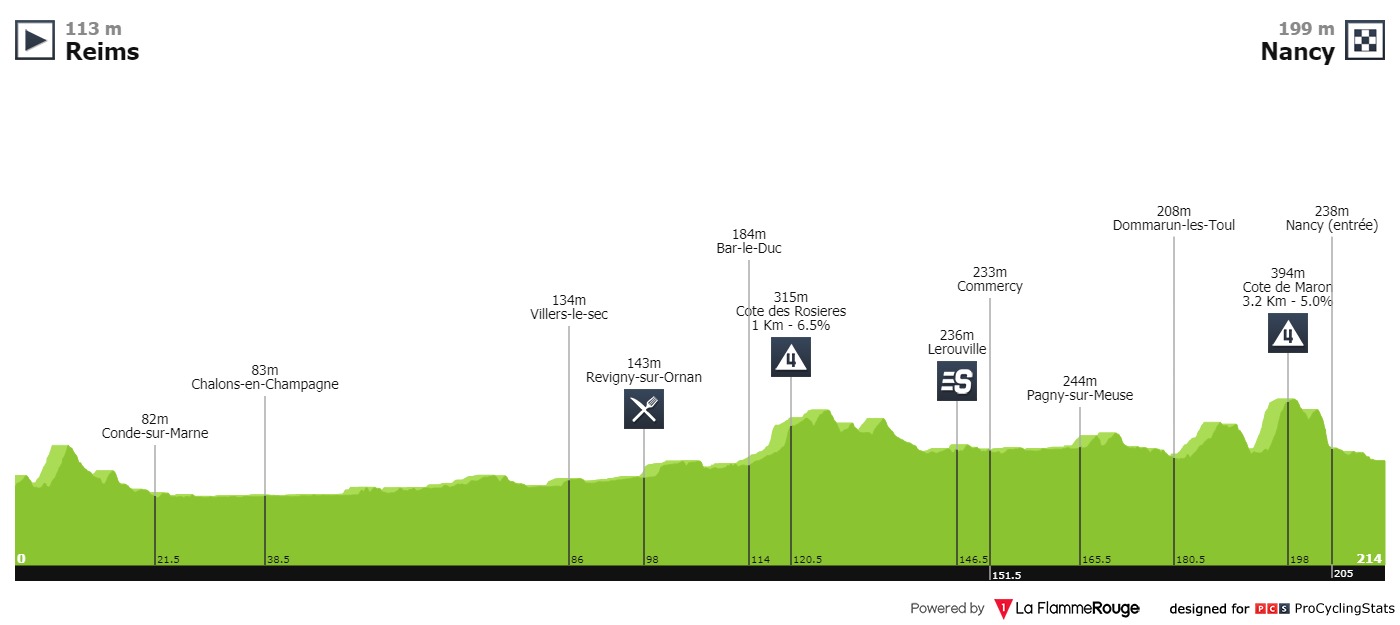 113 m
Reims
199 m
Nancy
82m
Conde-sur-Marne
83m
Chalons-en-Champagne
134m
Villers-le-sec
143m
Revigny-sur-Ornan
184m
Bar-le-Duc
315m
Cote des Rosieres
1 Km - 6.5%
4
236m
Lerouville
S
233m
Commercy
244m
Pagny-sur-Meuse
208m
Dommarun-les-Toul
394m
Cote de Maron
3.2 Km - 5.0%
4
238m
Nancy (entrée)
0
21.5
38.5
86
98
114
120.5
146.5
151.5
165.5
180.5
198
205
214
Powered by 1 La FlammeRouge designed for PCS ProCyclingStats